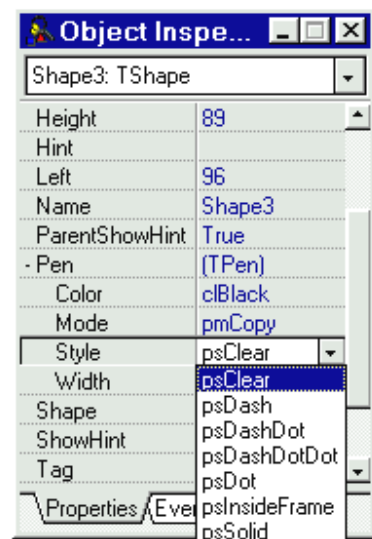 Object Inspe...
Shape3: TShape
Height 89
Hint
Left 96
Name Shape3
ParentShowHint True
- Pen (TPen)
Color clBlack
Mode pmCopy
Style psClear
Width psClear
Shape psDash
ShowHint psDashDot
Tag psDashDotDot
psDot
Properties Ever psInsideFrame
psSolid